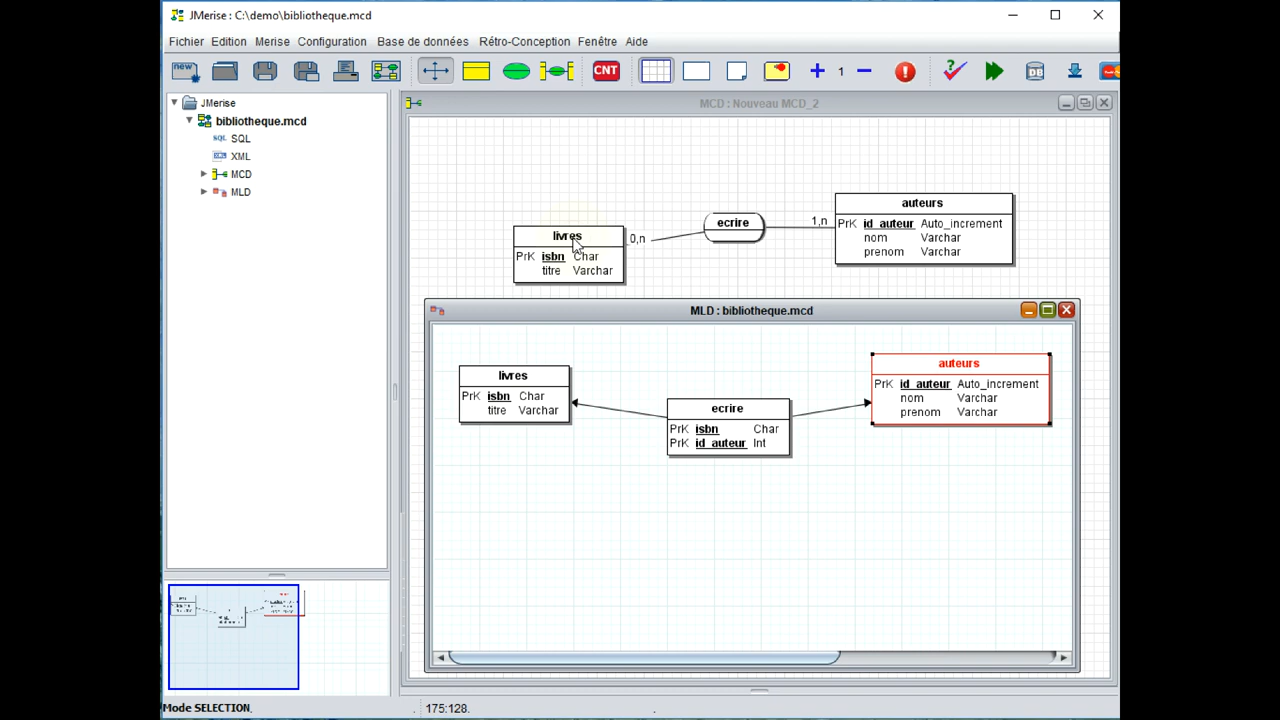 JMerise : C:\demo\bibliotheque.mcd
Fichier Edition Merise Configuration Base de données Rétro-Conception Fenêtre Aide
new CNT 1 DB
JMerise
bibliotheque.mcd
SQL SQL
XML
MCD
MLD
MCD : Nouveau MCD_2
livres
PrK isbn Char
titre Varchar
0,n
ecrire
1,n
auteurs
PrK id_auteur Auto_increment
nom Varchar
prenom Varchar
MLD : bibliotheque.mcd
livres
PrK isbn Char
titre Varchar
ecrire
PrK isbn Char
PrK id_auteur Int
auteurs
PrK id_auteur Auto_increment
nom Varchar
prenom Varchar
Mode SELECTION 175:128.